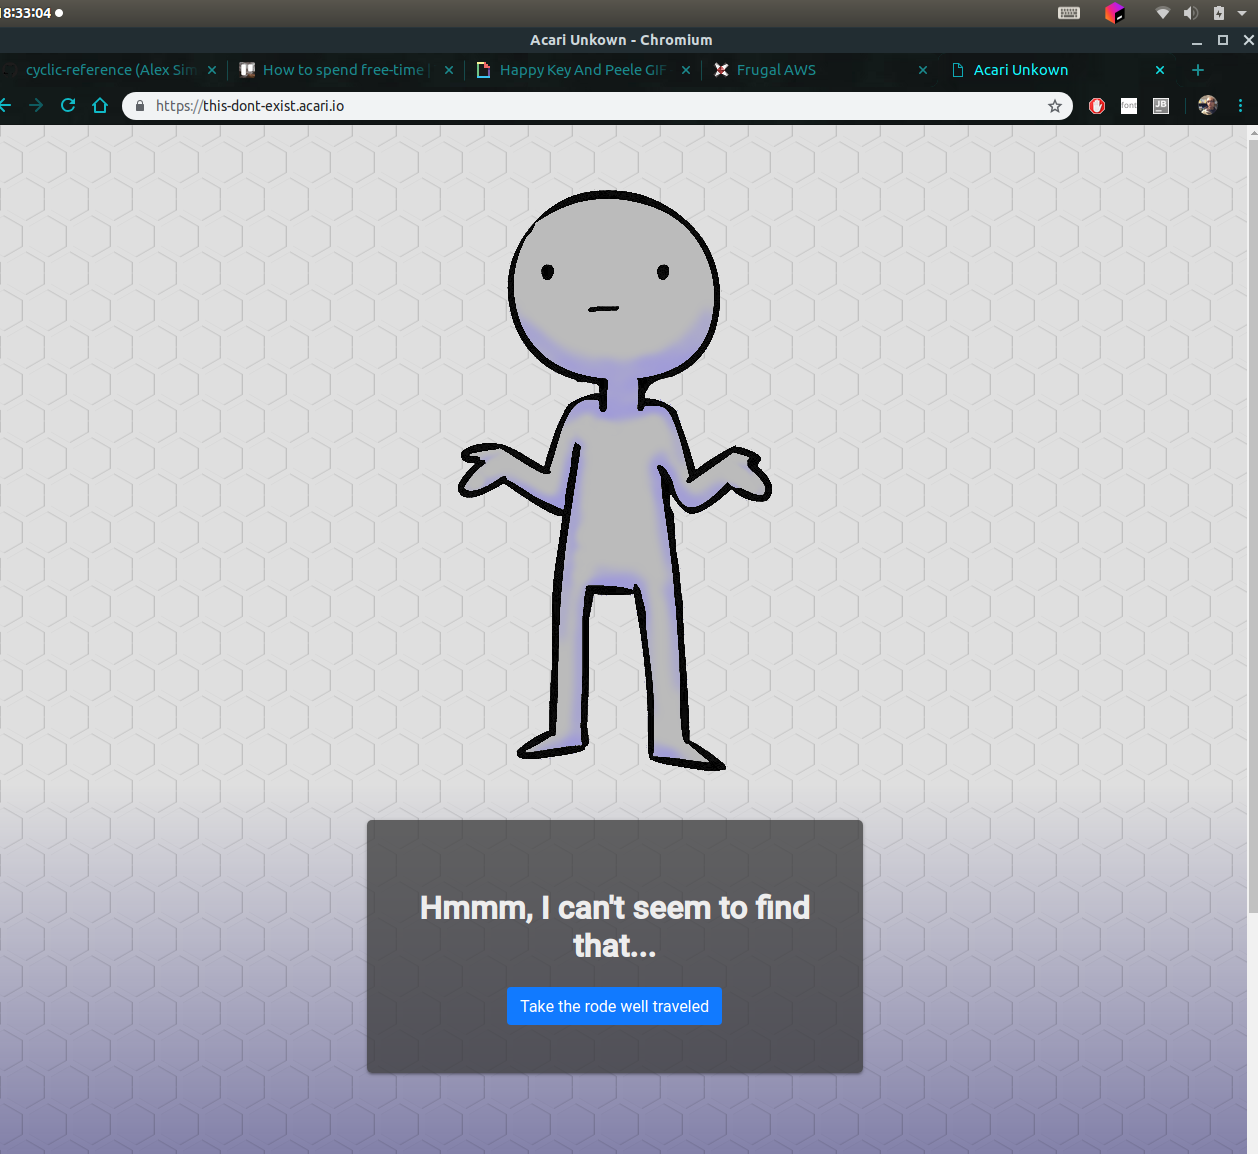 18:33:04
Acari Unkown - Chromium
cyclic-reference (Alex Sim
How to spend free-time |
Happy Key And Peele GIF
Frugal AWS
Acari Unkown
https://this-dont-exist.acari.io
font
JB
Hmmm, I can't seem to find
that...
Take the rode well traveled